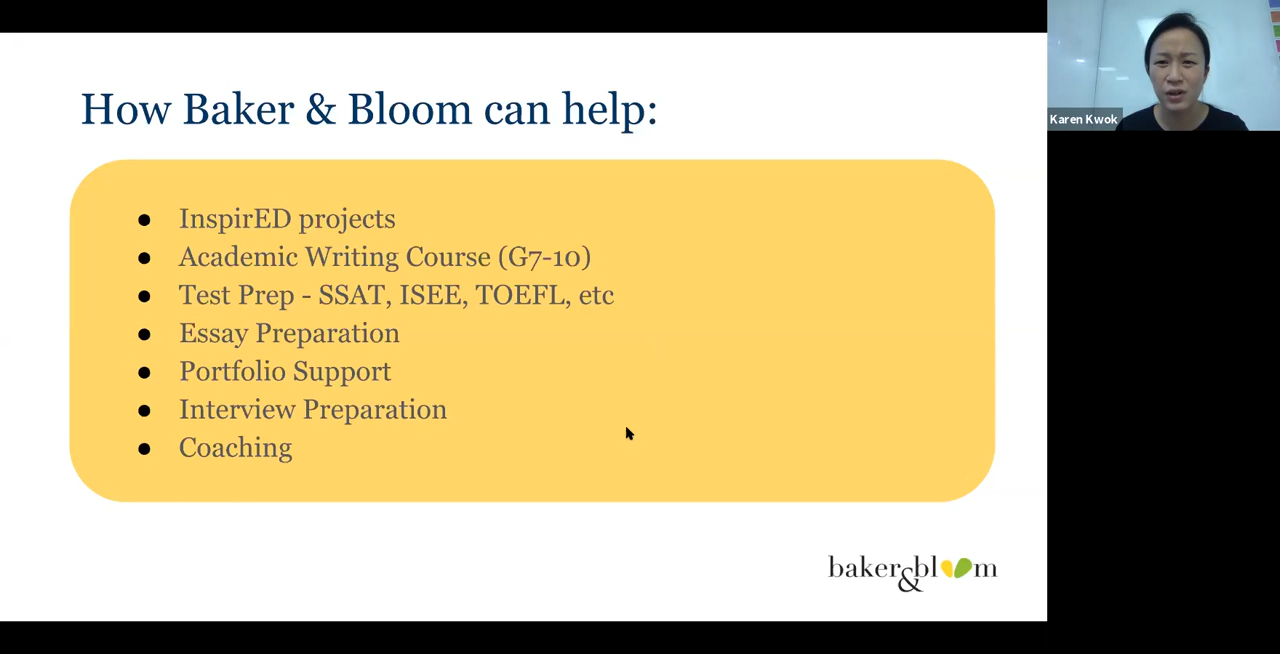 How Baker & Bloom can help:
● InspirED projects
● Academic Writing Course (G7-10)
● Test Prep - SSAT, ISEE, TOEFL, etc
● Essay Preparation
● Portfolio Support
● Interview Preparation
● Coaching
baker&bloom
Karen Kwok